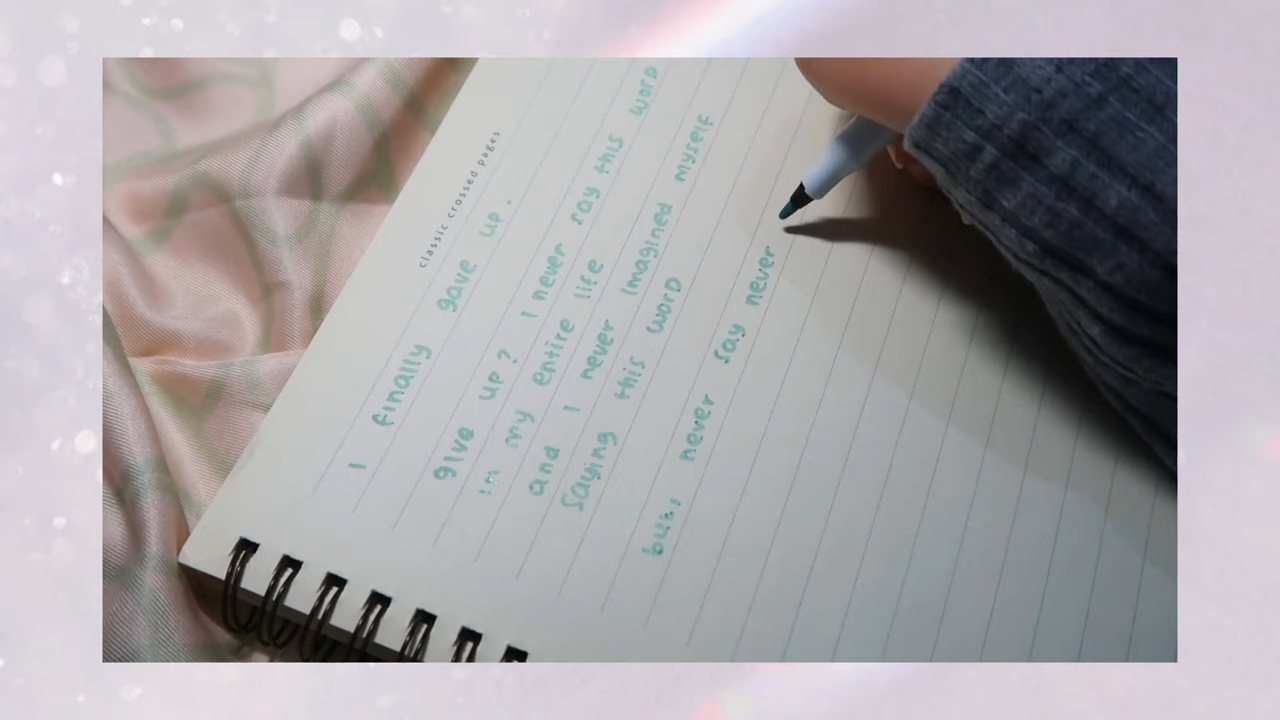 classic crossed pages
I finally gave up.
give up? I never say this word
in my entire life
and I never Imagined myself
saying this word
but, never say never